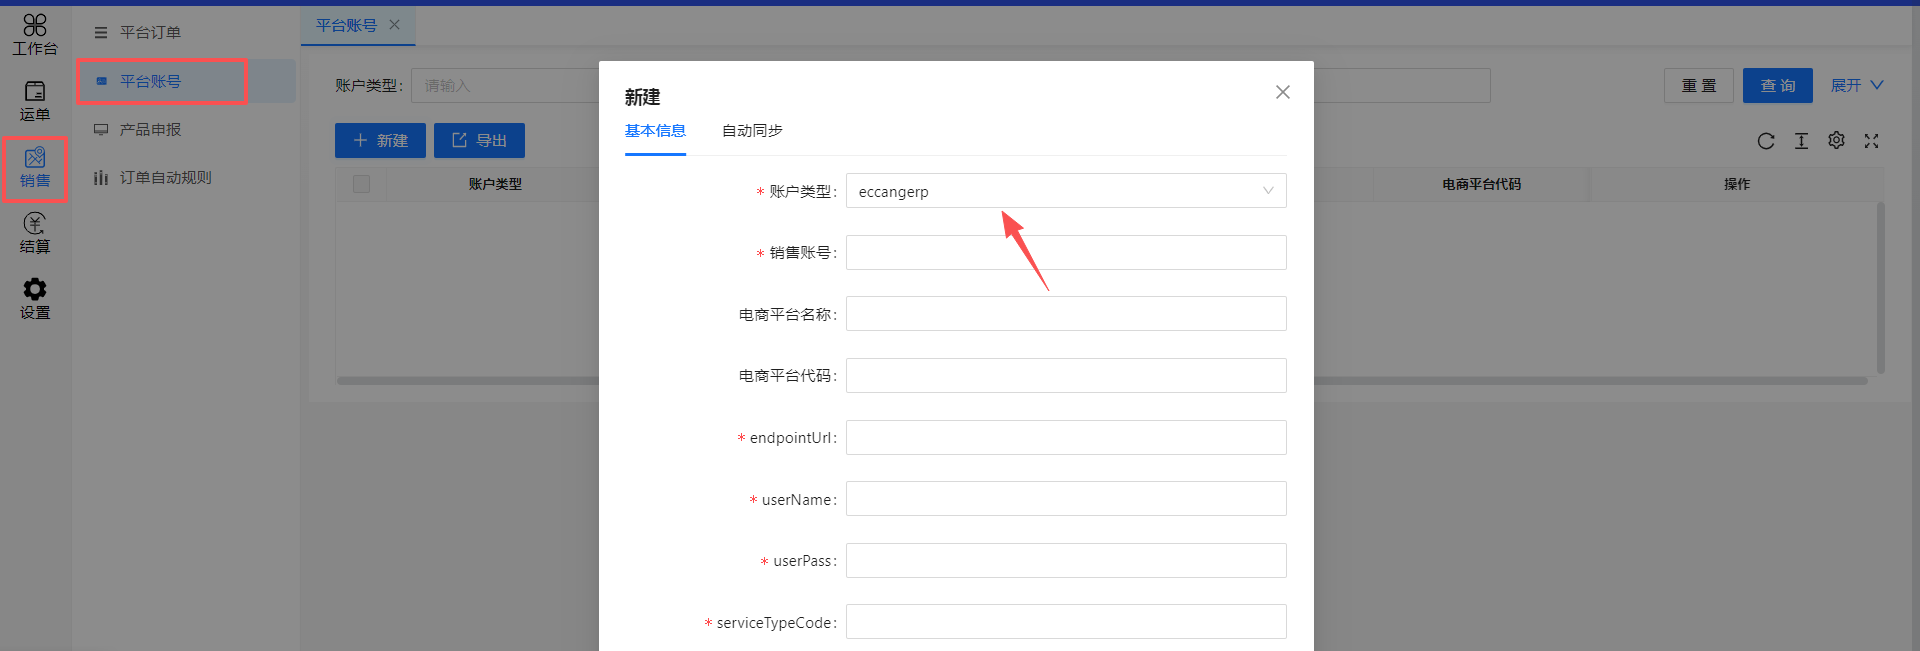 工作台
运单
销售
结算
设置
平台订单
平台账号
产品申报
订单自动规则
平台账号
账户类型: 请输入
重置 查询 展开
新建 导出
账户类型 电商平台代码 操作
新建
基本信息 自动同步
* 账户类型: eccangerp
* 销售账号:
电商平台名称:
电商平台代码:
* endpointUrl:
* userName:
* userPass:
* serviceTypeCode: